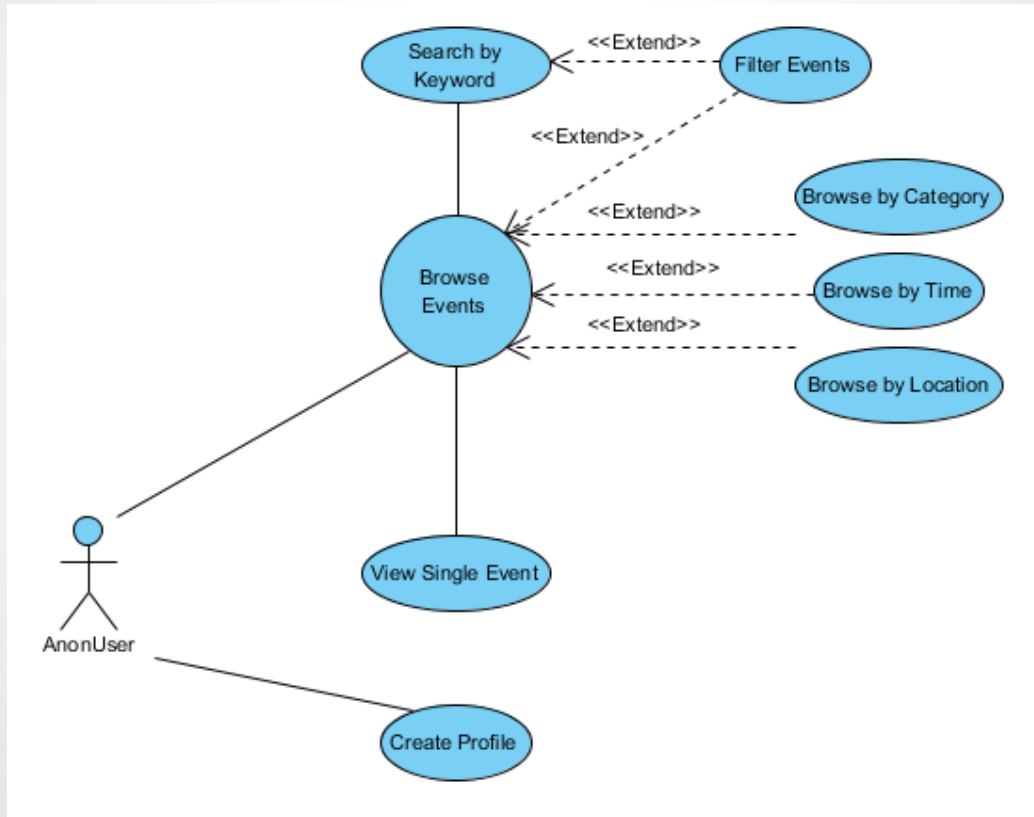 Search by
Keyword
<<Extend>>
Filter Events
<<Extend>>
Browse by Category
<<Extend>>
Browse
Events
<<Extend>>
Browse by Time
<<Extend>>
Browse by Location
View Single Event
AnonUser
Create Profile